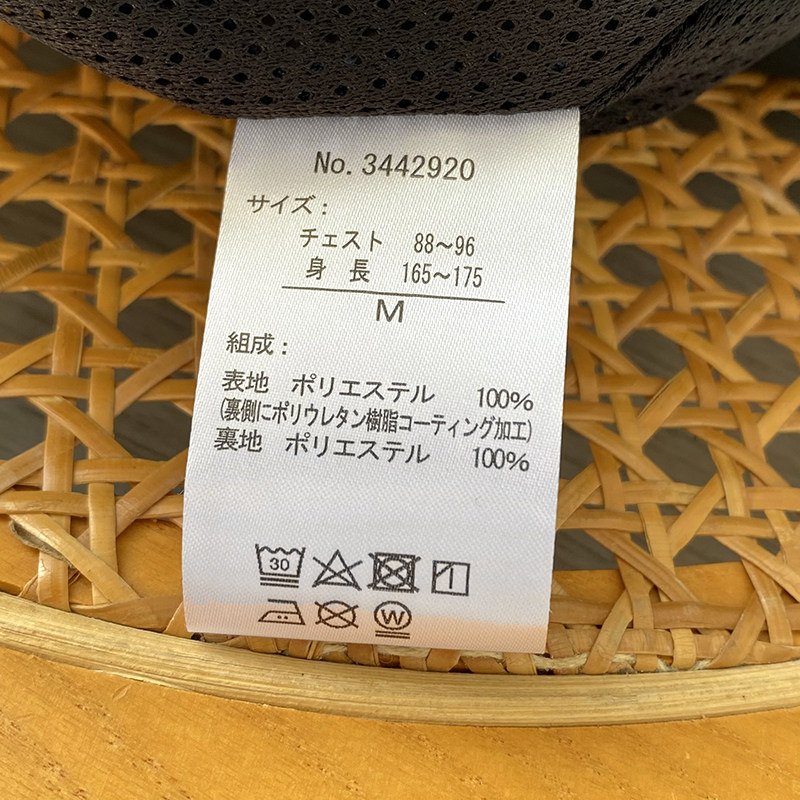 No. 3442920
サイズ：
チェスト 88～96
身 長 165～175
M
組成：
表地 ポリエステル 100%
(裏側にポリウレタン樹脂コーティング加工)
裏地 ポリエステル 100%
30
W